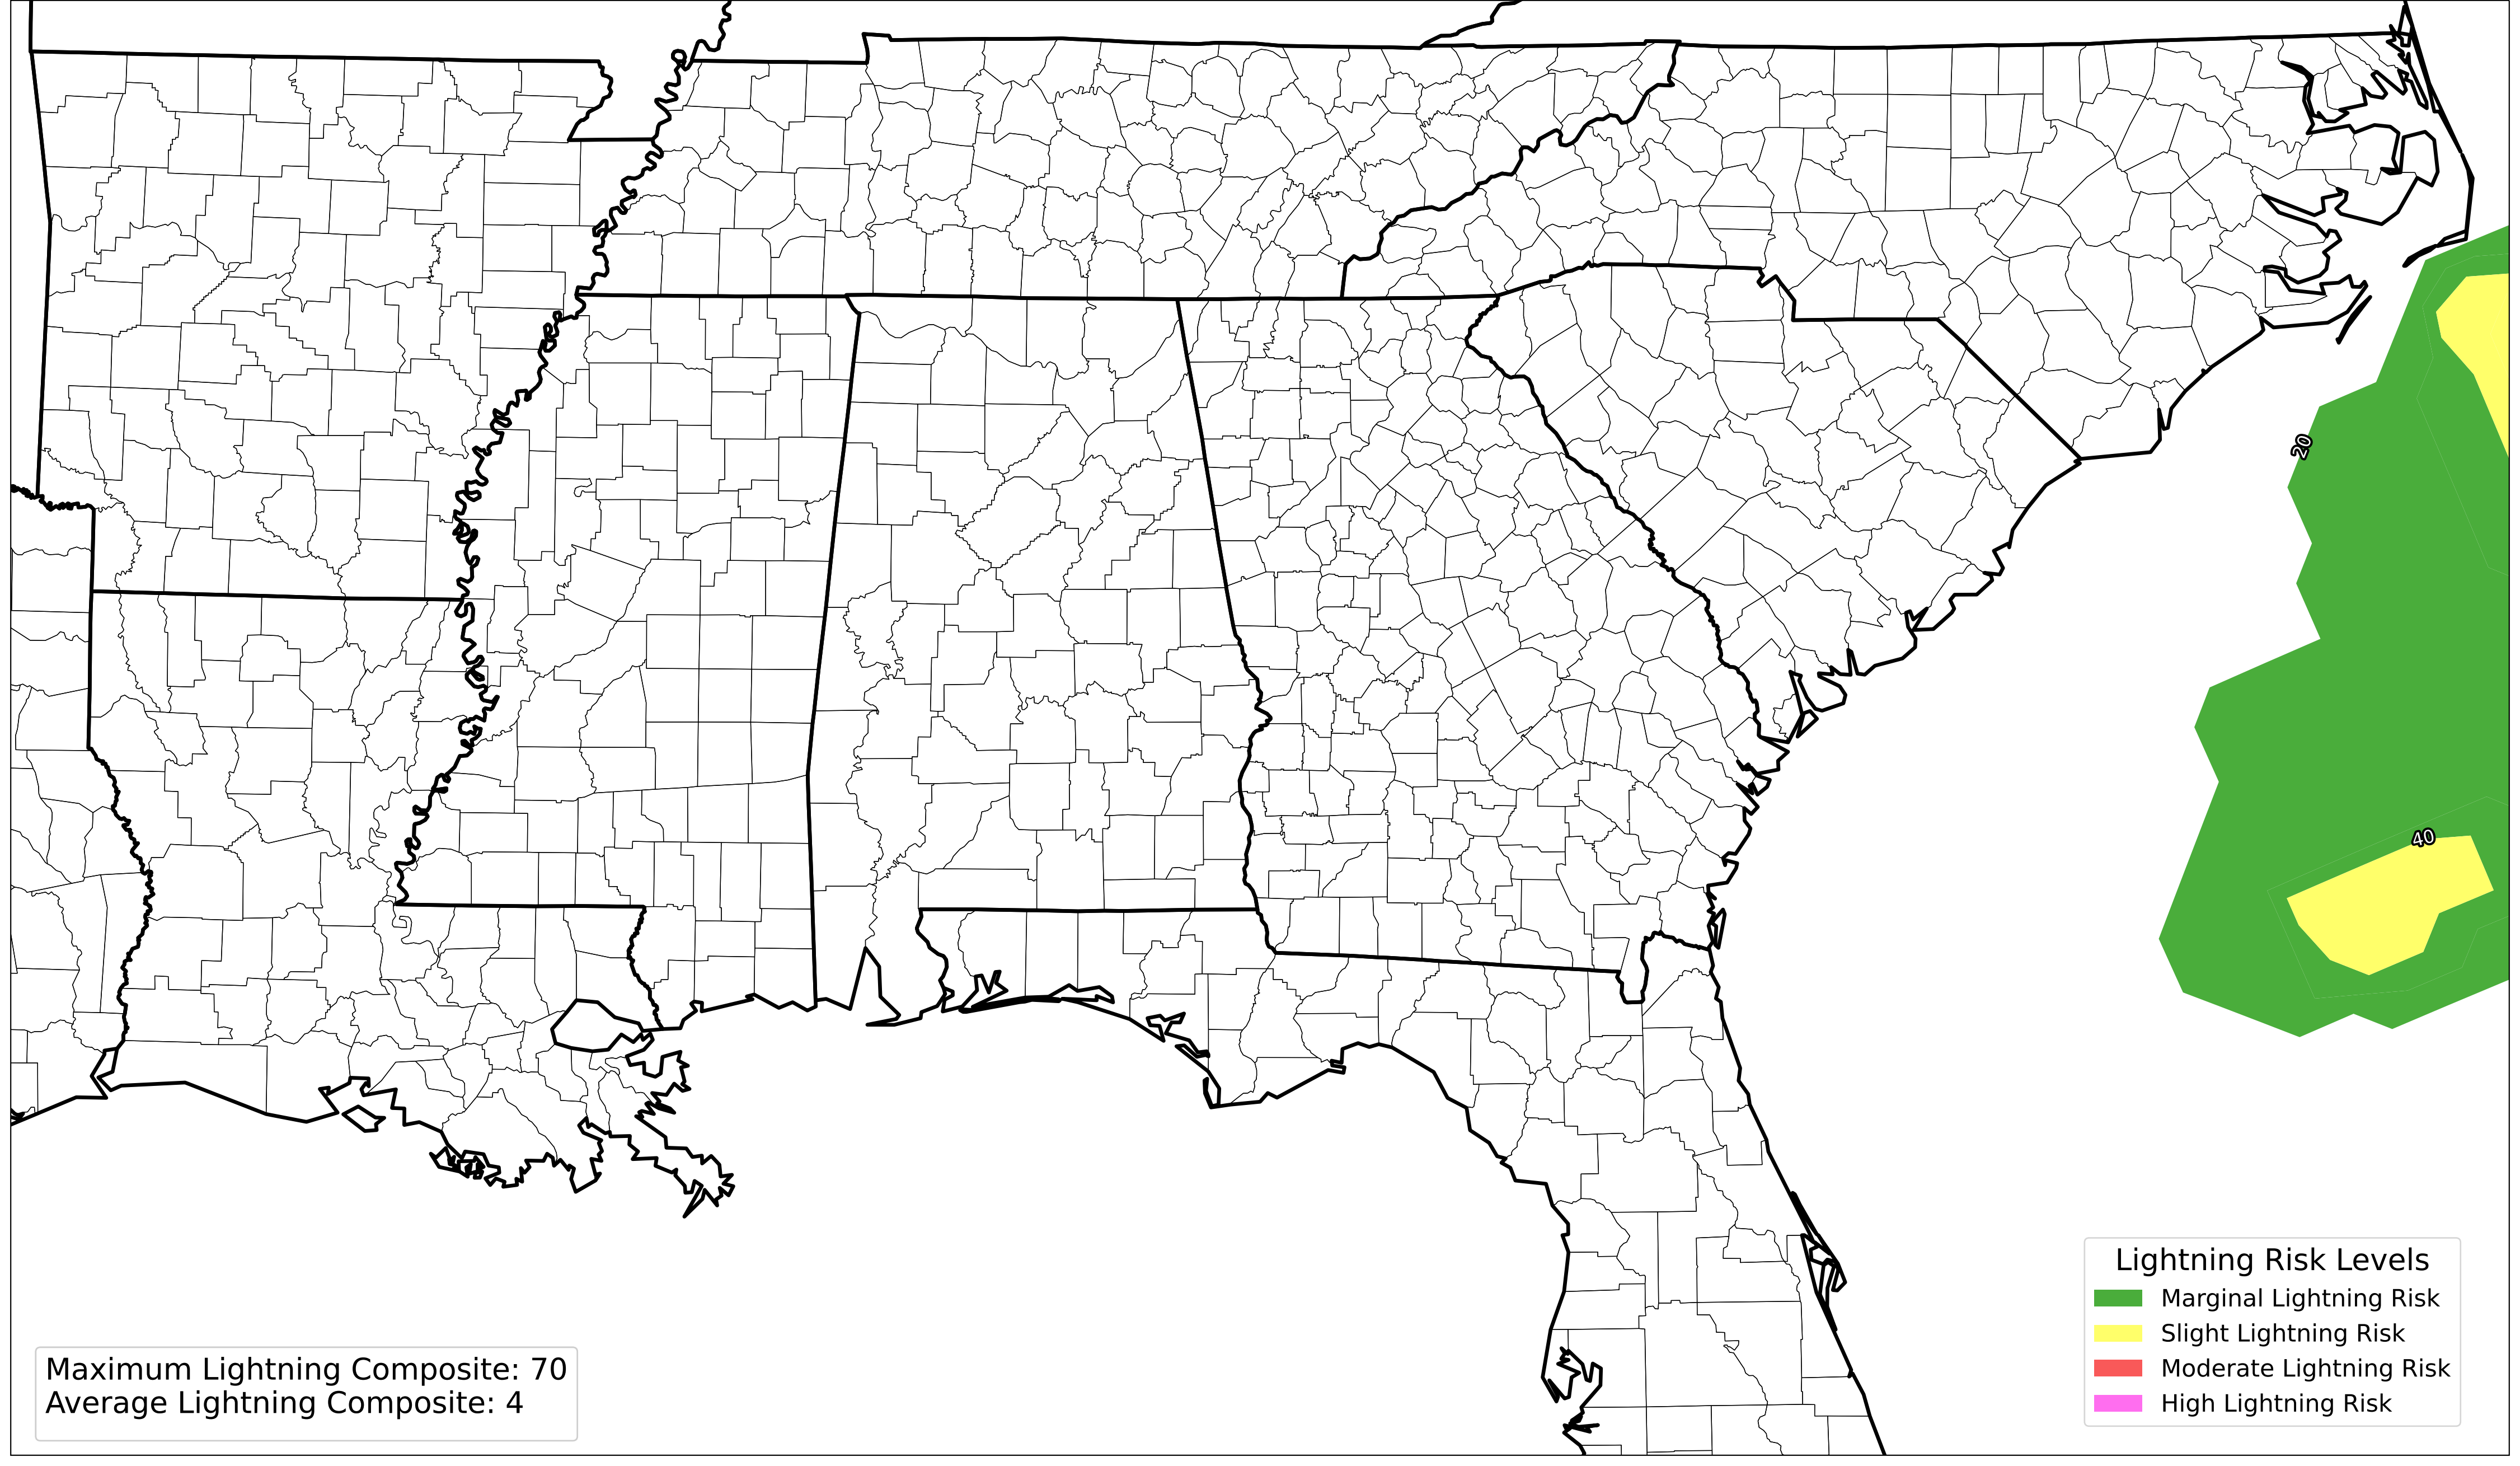 20
40
Lightning Risk Levels
Marginal Lightning Risk
Slight Lightning Risk
Moderate Lightning Risk
High Lightning Risk
Maximum Lightning Composite: 70
Average Lightning Composite: 4